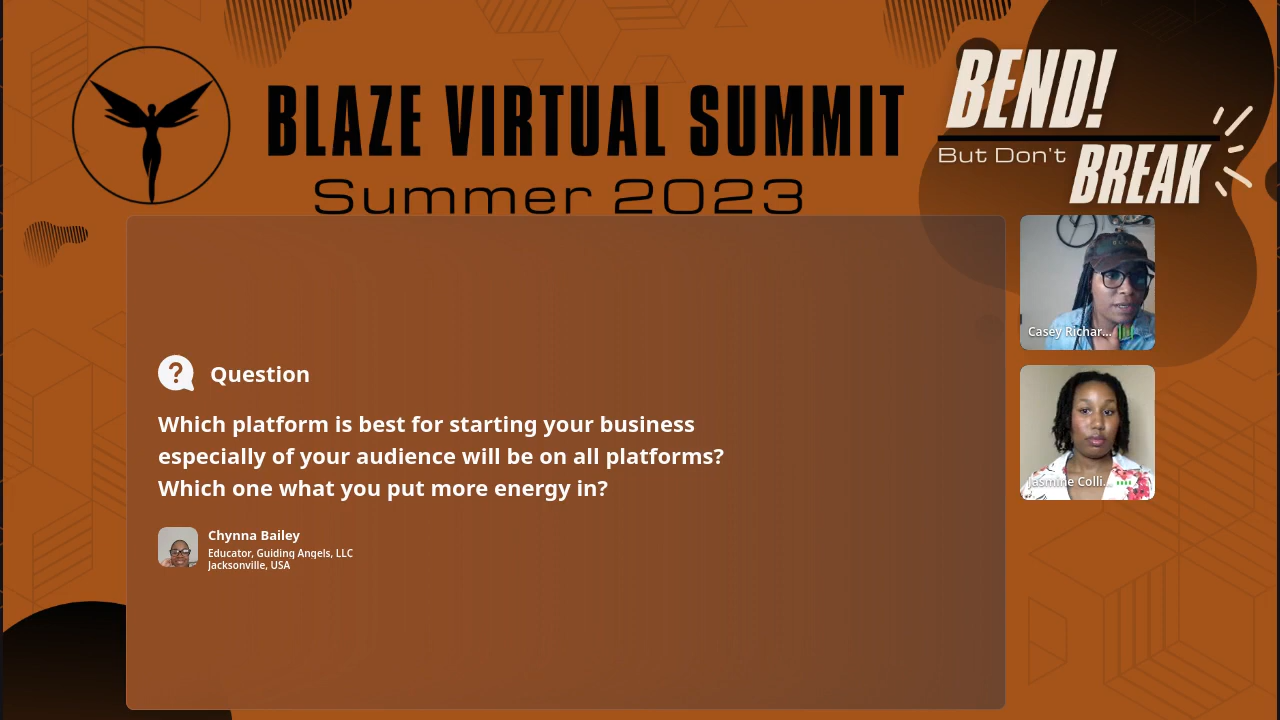 BLAZE VIRTUAL SUMMIT
Summer 2023
BEND!
But Don't
BREAK
Question
Which platform is best for starting your business
especially of your audience will be on all platforms?
Which one what you put more energy in?
Chynna Bailey
Educator, Guiding Angels, LLC
Jacksonville, USA
Casey Richar...
Jasmine Colli...